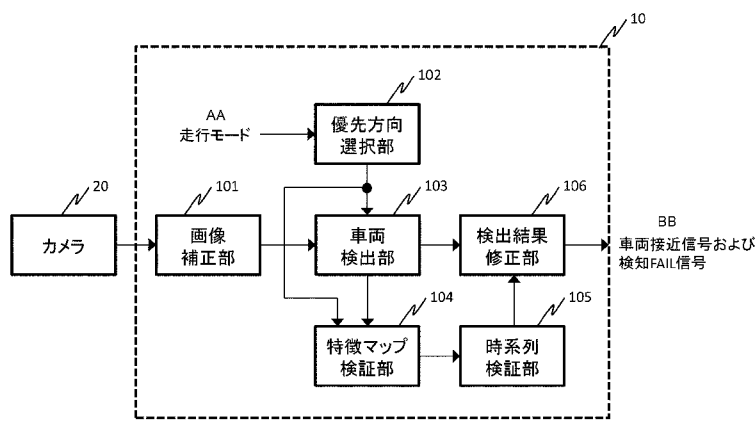 10
102
AA
走行モード
優先方向
選択部
20
101
103
106
カメラ
画像
補正部
車両
検出部
検出結果
修正部
BB
車両接近信号および
検知FAIL信号
104
105
特徴マップ
検証部
時系列
検証部